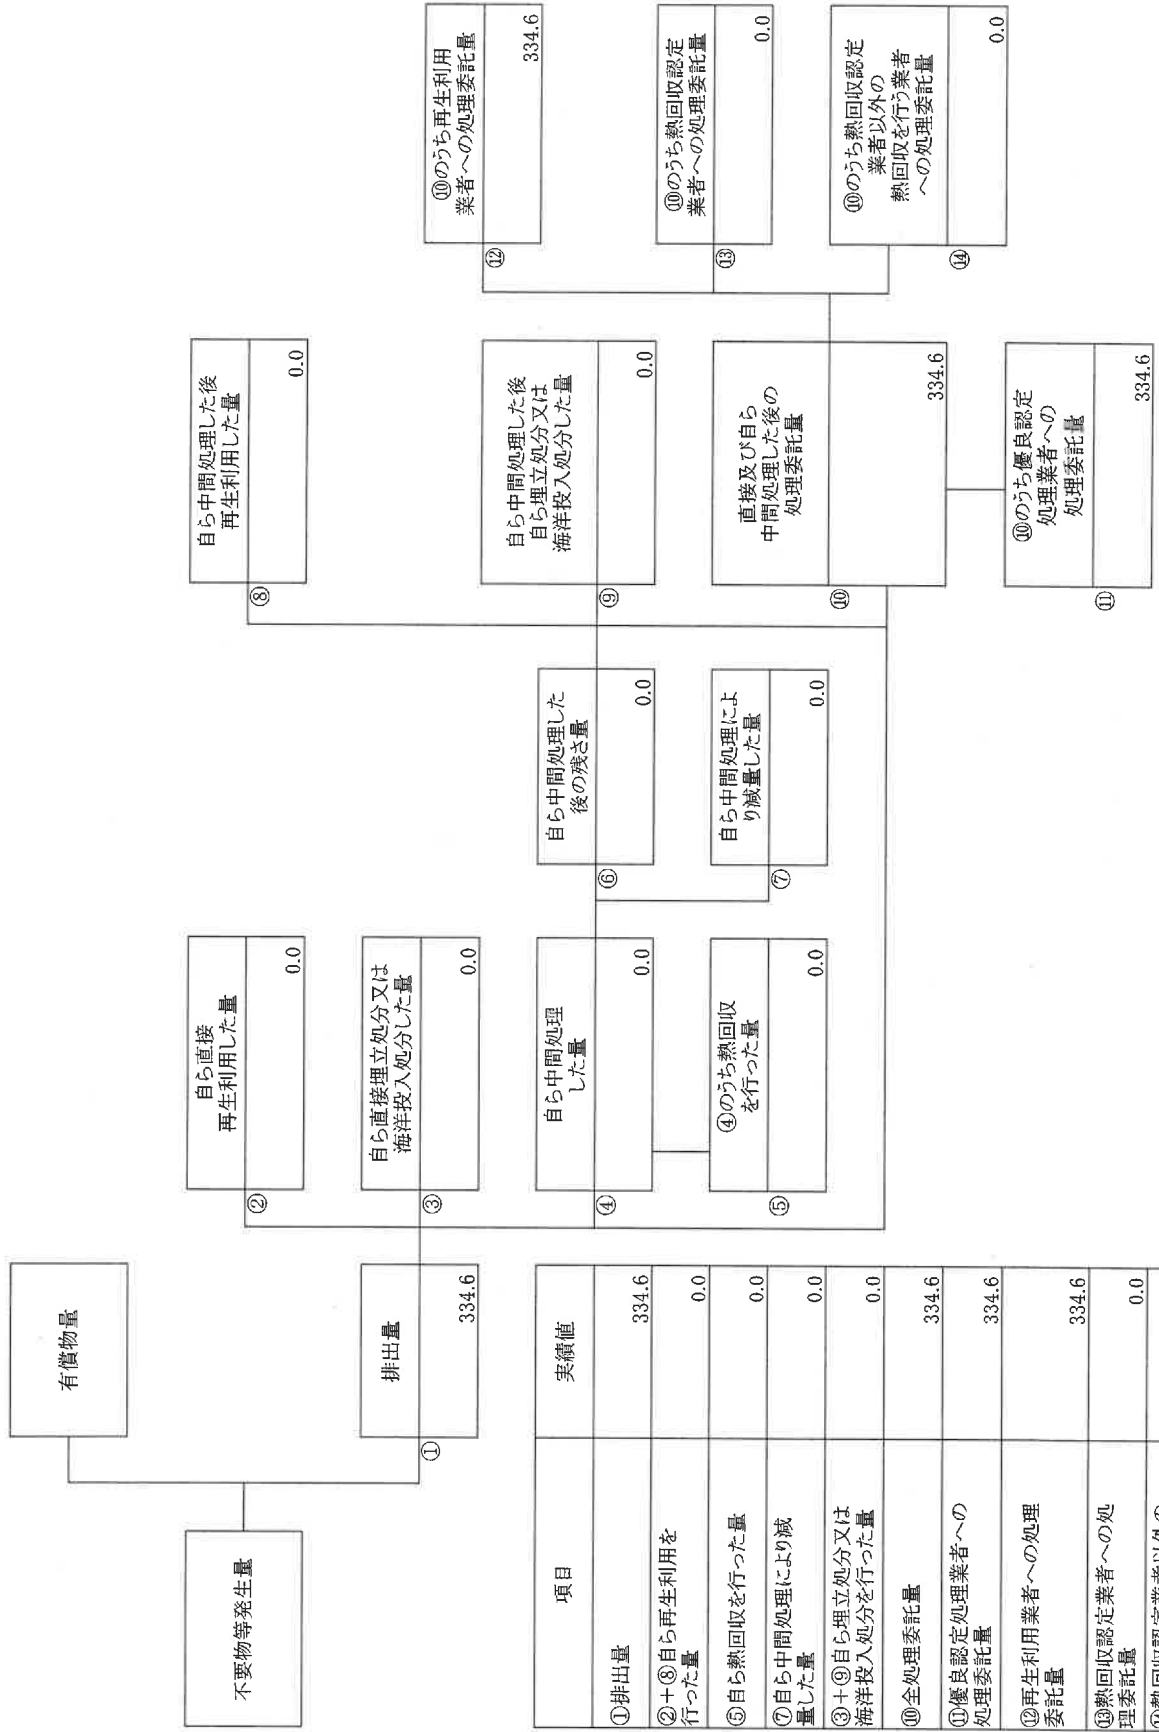 不要物等発生量
有償物量
①
排出量
334.6
②
自ら直接
再生利用した量
0.0
③
自ら直接埋立処分又は
海洋投入処分した量
0.0
④
自ら中間処理
した量
0.0
⑤
④のうち熱回収
を行った量
0.0
⑥
自ら中間処理した
後の残さ量
0.0
⑦
自ら中間処理によ
り減量した量
0.0
⑧
自ら中間処理した後
再生利用した量
0.0
⑨
自ら中間処理した後
自ら埋立処分又は
海洋投入処分した量
0.0
⑩
直接及び自ら
中間処理した後の
処理委託量
334.6
⑪
⑩のうち優良認定
処理業者への
処理委託量
334.6
⑫
⑩のうち再生利用
業者への処理委託量
334.6
⑬
⑩のうち熱回収認定
業者への処理委託量
0.0
⑭
⑩のうち熱回収認定
業者以外の
熱回収を行う業者
への処理委託量
0.0
項目 実績値
①排出量 334.6
②+⑧自ら再生利用を
行った量 0.0
⑤自ら熱回収を行った量 0.0
⑦自ら中間処理により減
量した量 0.0
③+⑨自ら埋立処分又は
海洋投入処分を行った量 0.0
⑩全処理委託量 334.6
⑪優良認定処理業者への
処理委託量 334.6
⑫再生利用業者への処理
委託量 334.6
⑬熱回収認定業者への処
理委託量 0.0
⑭熱回収認定業者以外の